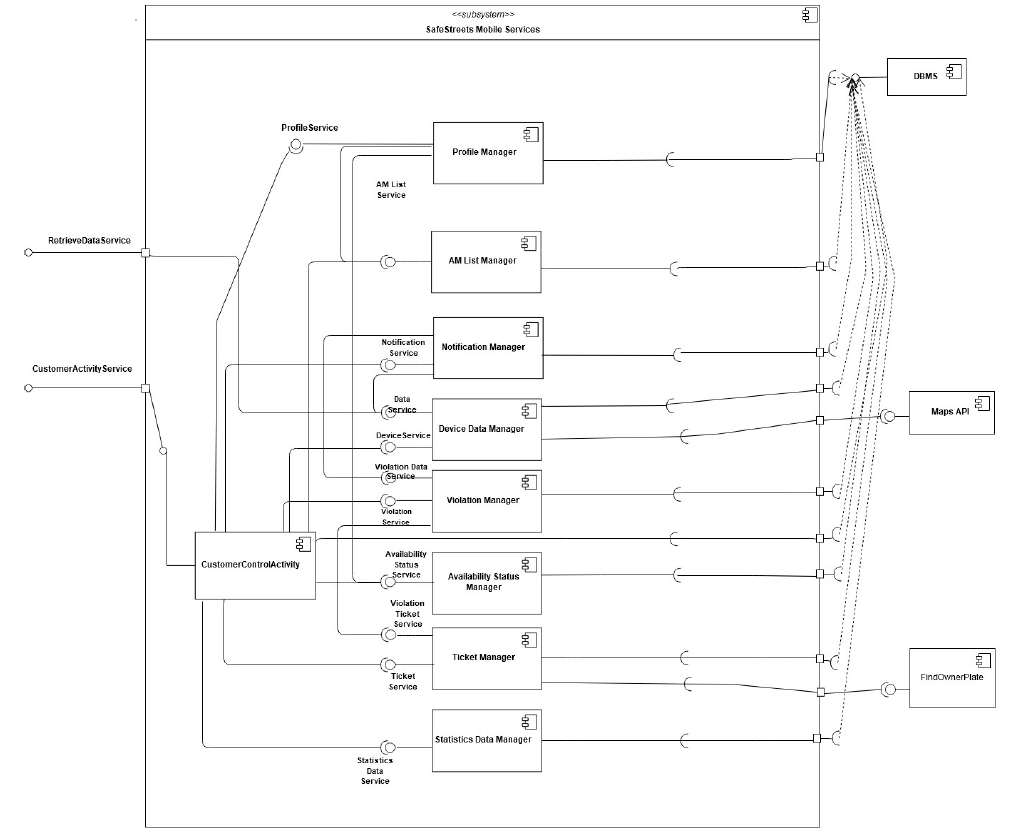 <<subsystem>>
SafeStreets Mobile Services
DBMS
ProfileService
Profile Manager
AM List
Service
RetrieveDataService
AM List Manager
Notification
Service
Notification Manager
CustomerActivityService
Data
Service
Device Data Manager
Maps API
DeviceService
Violation Data
Service
Violation Manager
Violation
Service
CustomerControlActivity
Availability
Status
Service
Availability Status
Manager
Violation
Ticket
Service
Ticket Manager
Ticket
Service
FindOwnerPlate
Statistics Data Manager
Statistics
Data
Service